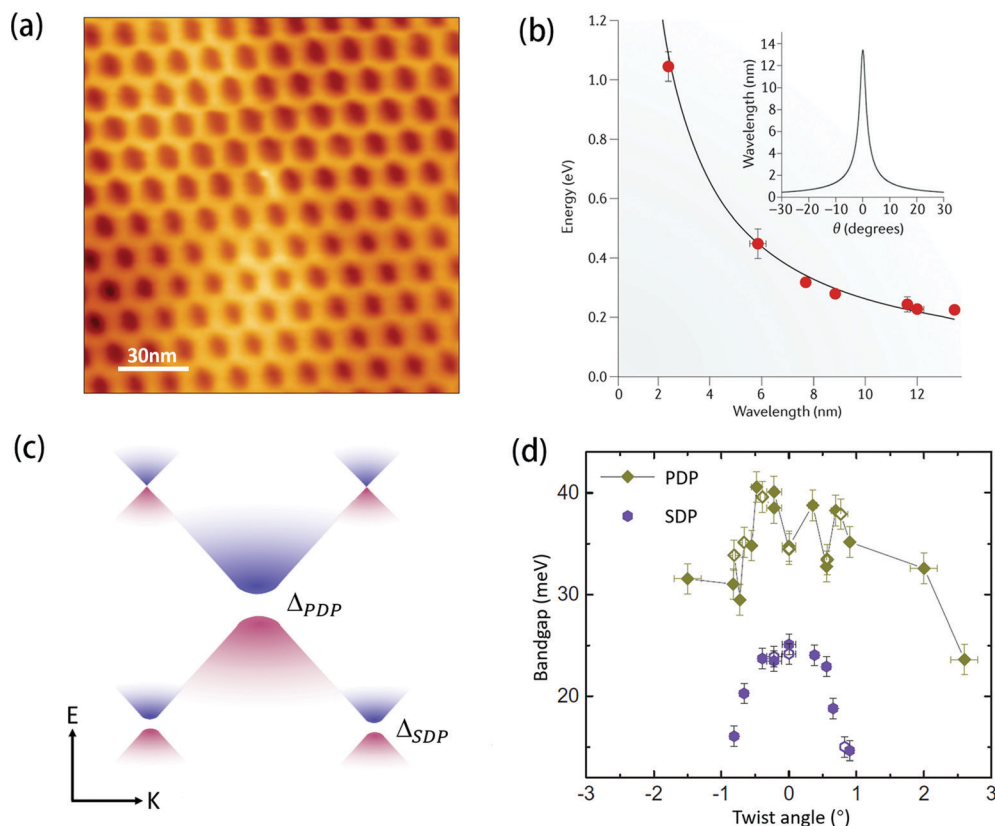 (a)
30nm
(b)
1.2
1.0
0.8
0.6
0.4
0.2
0.0
Energy (eV)
0 2 4 6 8 10 12
Wavelength (nm)
14
12
10
8
6
4
2
0
Wavelength (nm)
−30 −20 −10 0 10 20 30
θ (degrees)
(c)
Δ_PDP
Δ_SDP
E
K
(d)
PDP
SDP
40
30
20
Bandgap (meV)
-3 -2 -1 0 1 2 3
Twist angle (°)